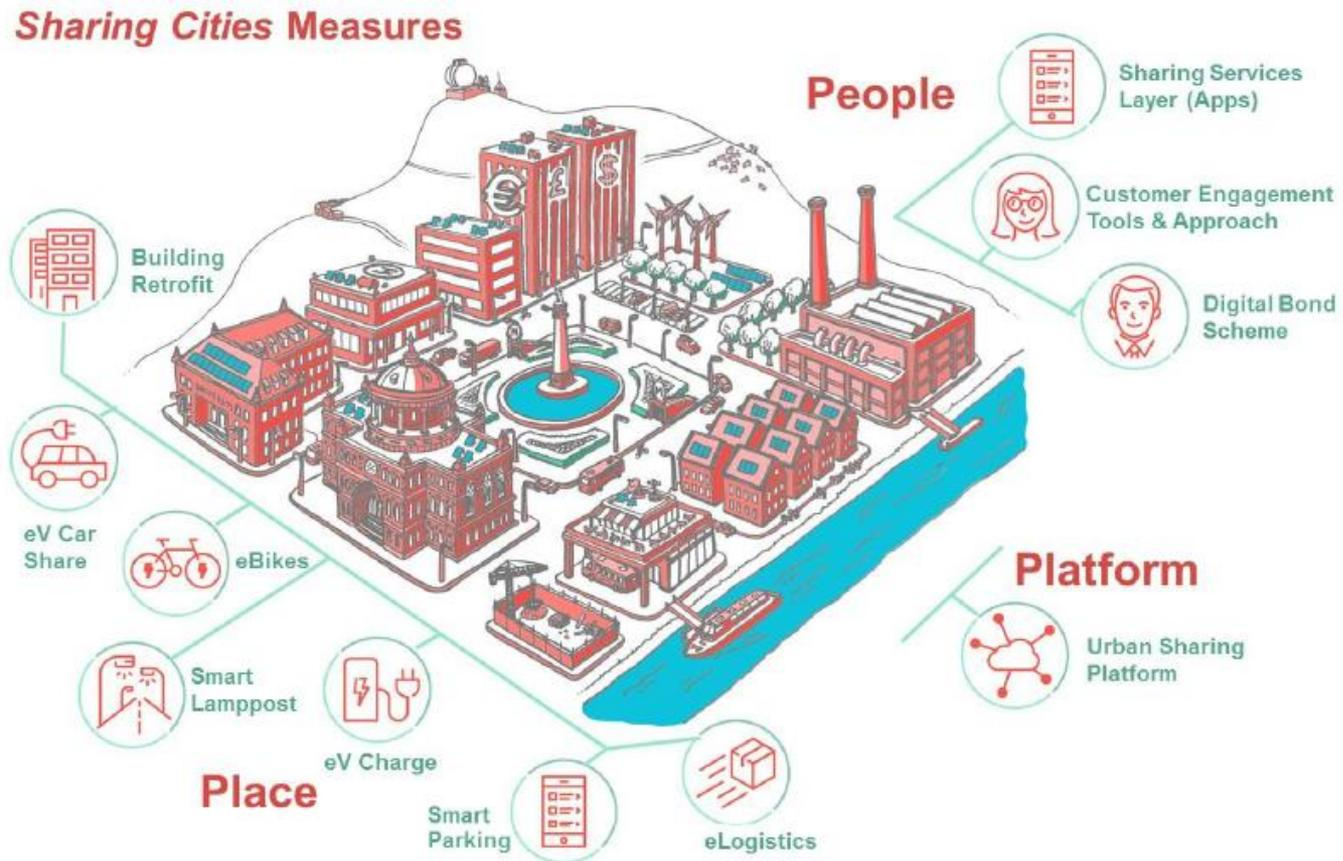 Sharing Cities Measures
People
Sharing Services
Layer (Apps)
Customer Engagement
Tools & Approach
Digital Bond
Scheme
Building
Retrofit
€
£
$
eV Car
Share
eBikes
Smart
Lamppost
eV Charge
Place
Smart
Parking
eLogistics
Platform
Urban Sharing
Platform